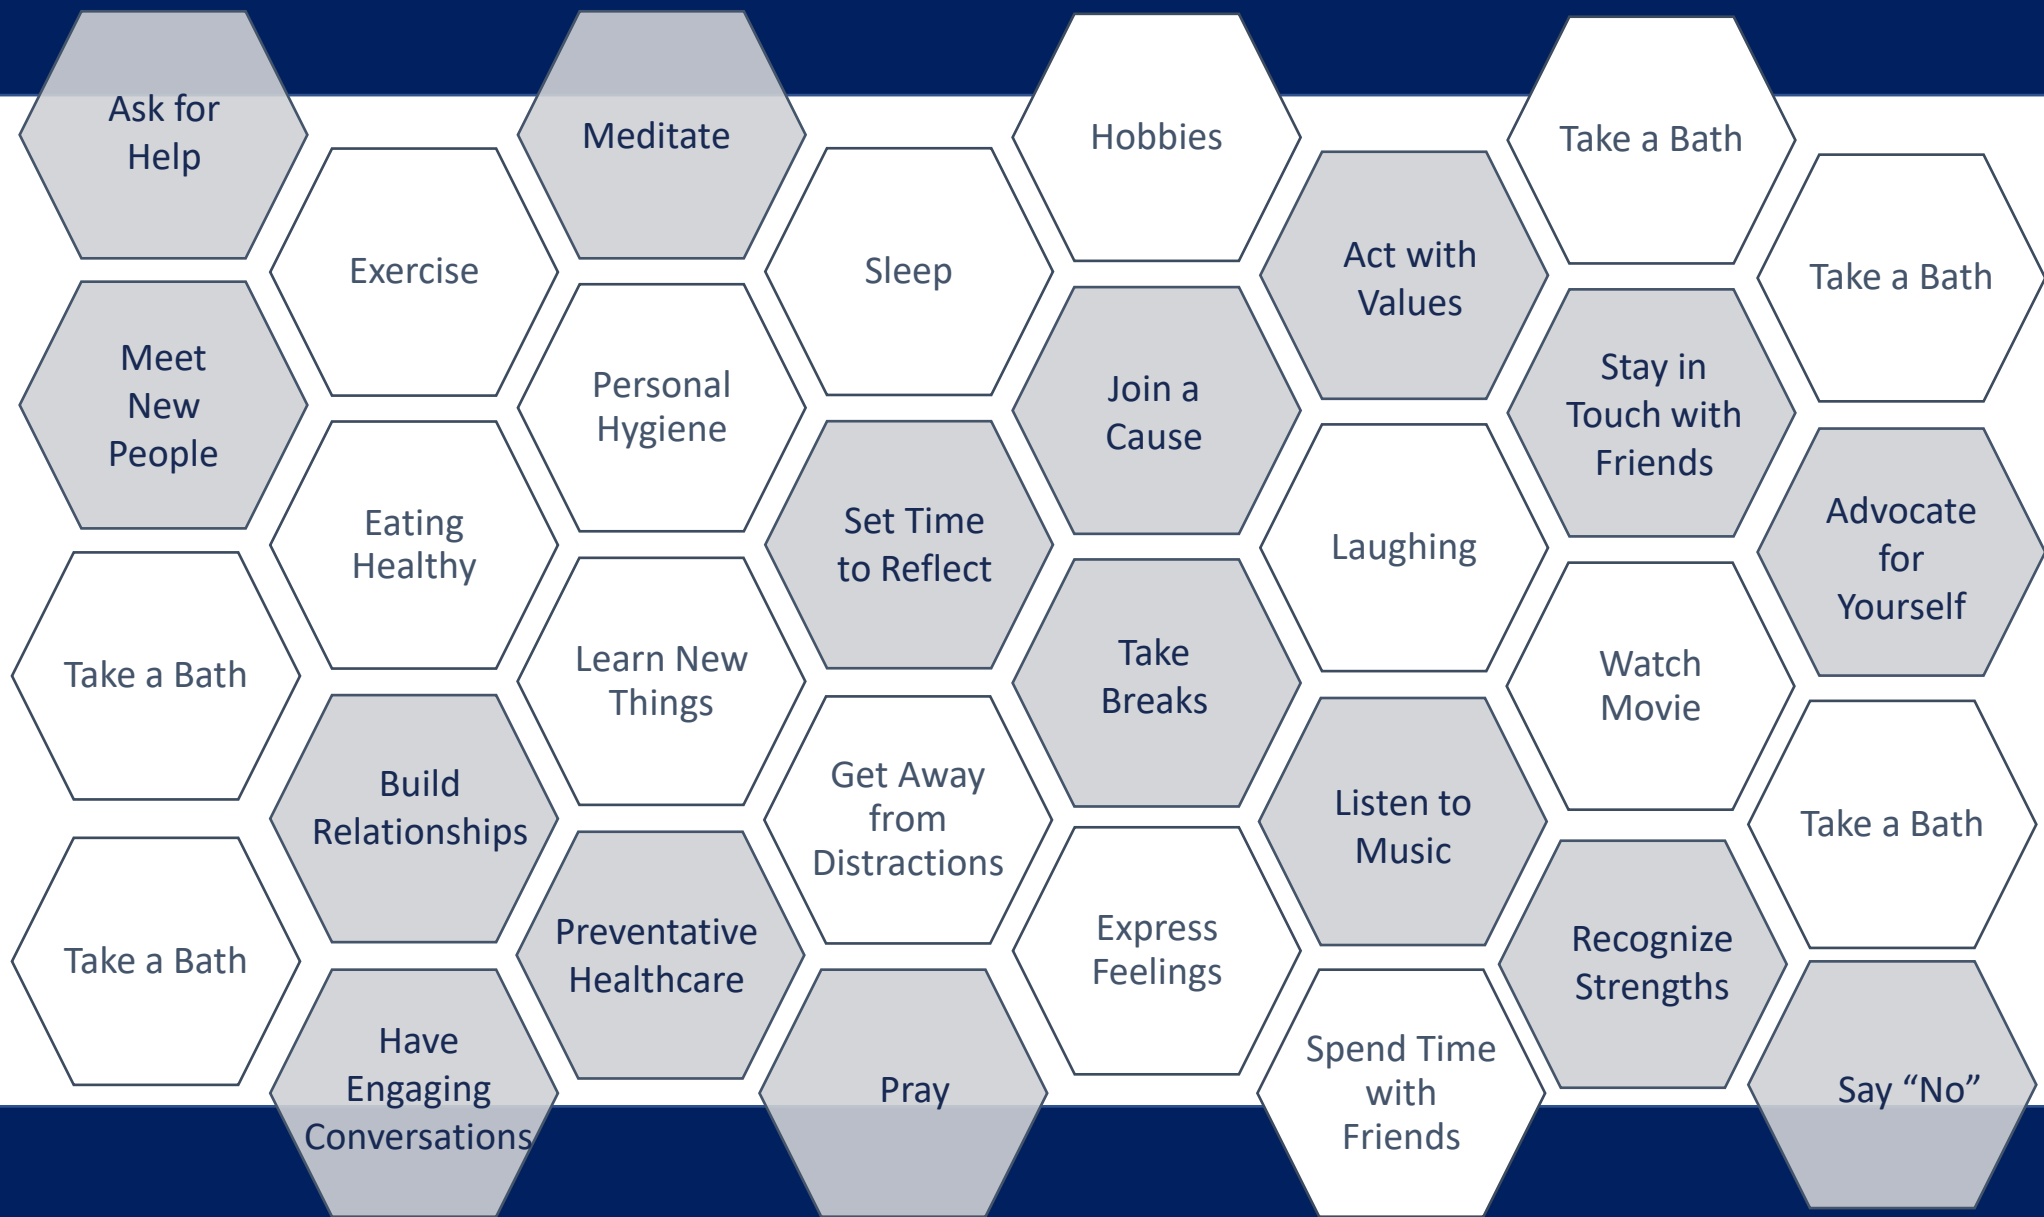 Ask for
Help
Meet
New
People
Take a Bath
Take a Bath
Exercise
Eating
Healthy
Build
Relationships
Have
Engaging
Conversations
Meditate
Personal
Hygiene
Learn New
Things
Preventative
Healthcare
Sleep
Set Time
to Reflect
Get Away
from
Distractions
Pray
Hobbies
Join a
Cause
Take
Breaks
Express
Feelings
Act with
Values
Laughing
Listen to
Music
Spend Time
with
Friends
Take a Bath
Stay in
Touch with
Friends
Watch
Movie
Recognize
Strengths
Take a Bath
Advocate
for
Yourself
Take a Bath
Say “No”